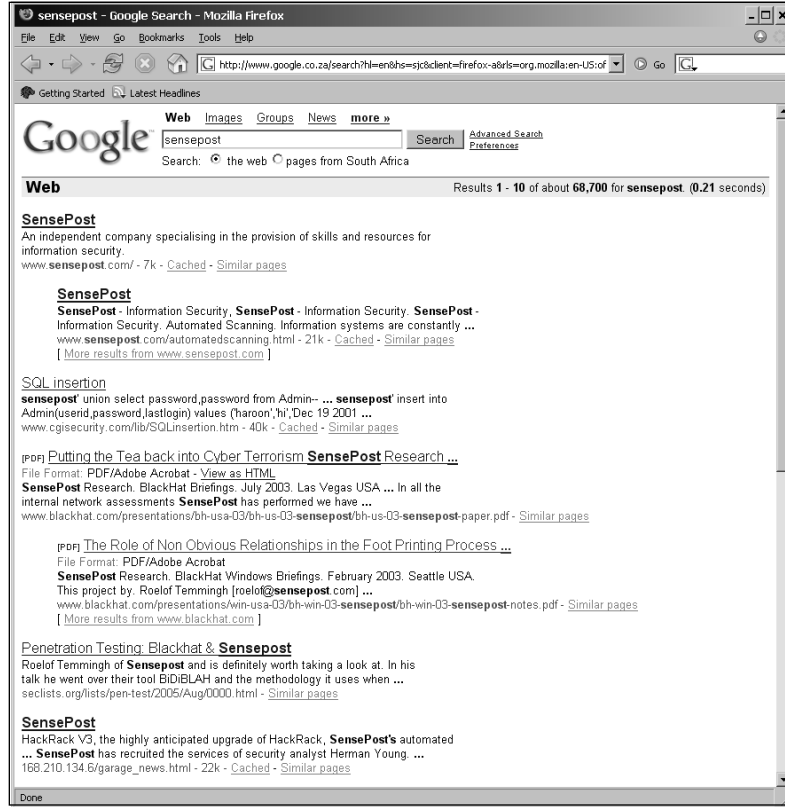 sensepost - Google Search - Mozilla Firefox
File Edit View Go Bookmarks Tools Help
http://www.google.co.za/search?hl=en&hs=sjc&client=firefox-a&rls=org.mozilla:en-US:of Go
Getting Started Latest Headlines
Google Web Images Groups News more »
sensepost Search Advanced Search
Preferences
Search: the web pages from South Africa
Web Results 1 - 10 of about 68,700 for sensepost. (0.21 seconds)
SensePost
An independent company specialising in the provision of skills and resources for
information security.
www.sensepost.com/ - 7k - Cached - Similar pages
SensePost
SensePost - Information Security, SensePost - Information Security. SensePost -
Information Security. Automated Scanning. Information systems are constantly ...
www.sensepost.com/automatedscanning.html - 21k - Cached - Similar pages
[ More results from www.sensepost.com ]
SQL insertion
sensepost' union select password,password from Admin-- ... sensepost' insert into
Admin(userid,password,lastlogin) values ('haroon','hi','Dec 19 2001 ...
www.cgisecurity.com/lib/SQLinsertion.htm - 40k - Cached - Similar pages
[PDF] Putting the Tea back into Cyber Terrorism SensePost Research ...
File Format: PDF/Adobe Acrobat - View as HTML
SensePost Research. BlackHat Briefings. July 2003. Las Vegas USA ... In all the
internal network assessments SensePost has performed we have ...
www.blackhat.com/presentations/bh-usa-03/bh-us-03-sensepost/bh-us-03-sensepost-paper.pdf - Similar pages
[PDF] The Role of Non Obvious Relationships in the Foot Printing Process ...
File Format: PDF/Adobe Acrobat
SensePost Research. BlackHat Windows Briefings. February 2003. Seattle USA.
This project by. Roelof Temmingh [roelof@sensepost.com] ...
www.blackhat.com/presentations/win-usa-03/bh-win-03-sensepost/bh-win-03-sensepost-notes.pdf - Similar pages
[ More results from www.blackhat.com ]
Penetration Testing: Blackhat & Sensepost
Roelof Temmingh of Sensepost and is definitely worth taking a look at. In his
talk he went over their tool BiDiBLAH and the methodology it uses when ...
seclists.org/lists/pen-test/2005/Aug/0000.html - Similar pages
SensePost
HackRack V3, the highly anticipated upgrade of HackRack, SensePost's automated
... SensePost has recruited the services of security analyst Herman Young. ...
168.210.134.6/garage_news.html - 22k - Cached - Similar pages
Done